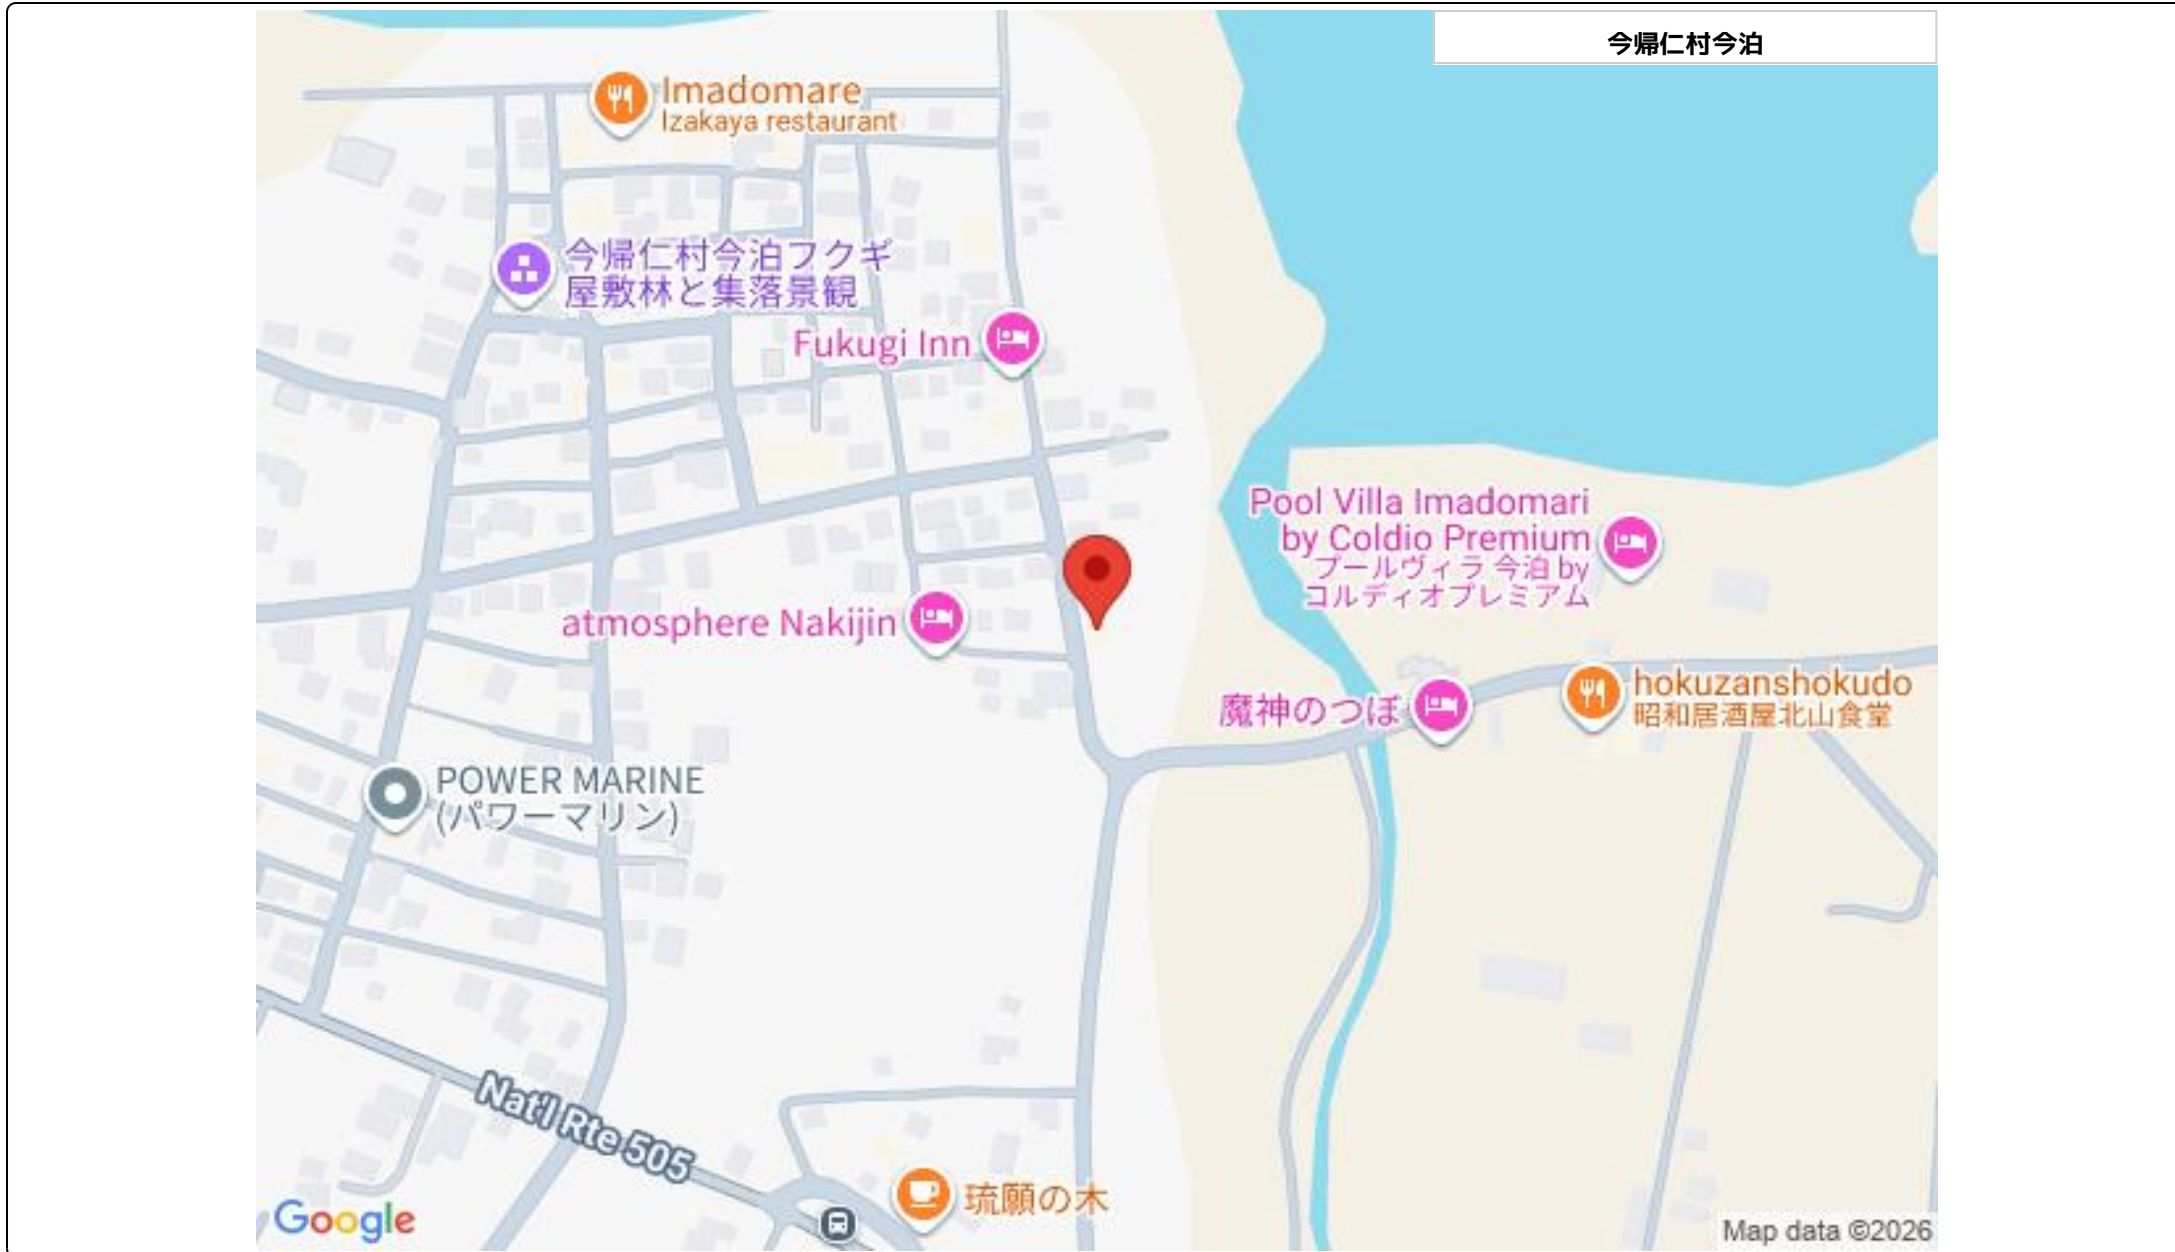 今帰仁村今泊
Imadomare
Izakaya restaurant
今帰仁村今泊フクギ
屋敷林と集落景観
Fukugi Inn
Pool Villa Imadomari
by Coldio Premium
プールヴィラ 今泊 by
コルディオプレミアム
atmosphere Nakijin
魔神のつぼ
hokuzanshokudo
昭和居酒屋北山食堂
POWER MARINE
(パワーマリン)
Nat'l Rte 505
琉願の木
Google
Map data ©2026